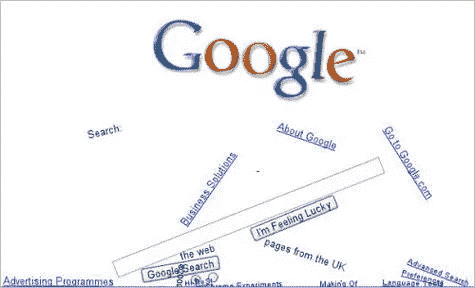 Google™
Search:
About Google
Go to Google.com
Business Solutions
I'm Feeling Lucky
the web
pages from the UK
Google Search
Advanced Search
Preferences
Language Tools
Advertising Programmes
Experiments
Making Of